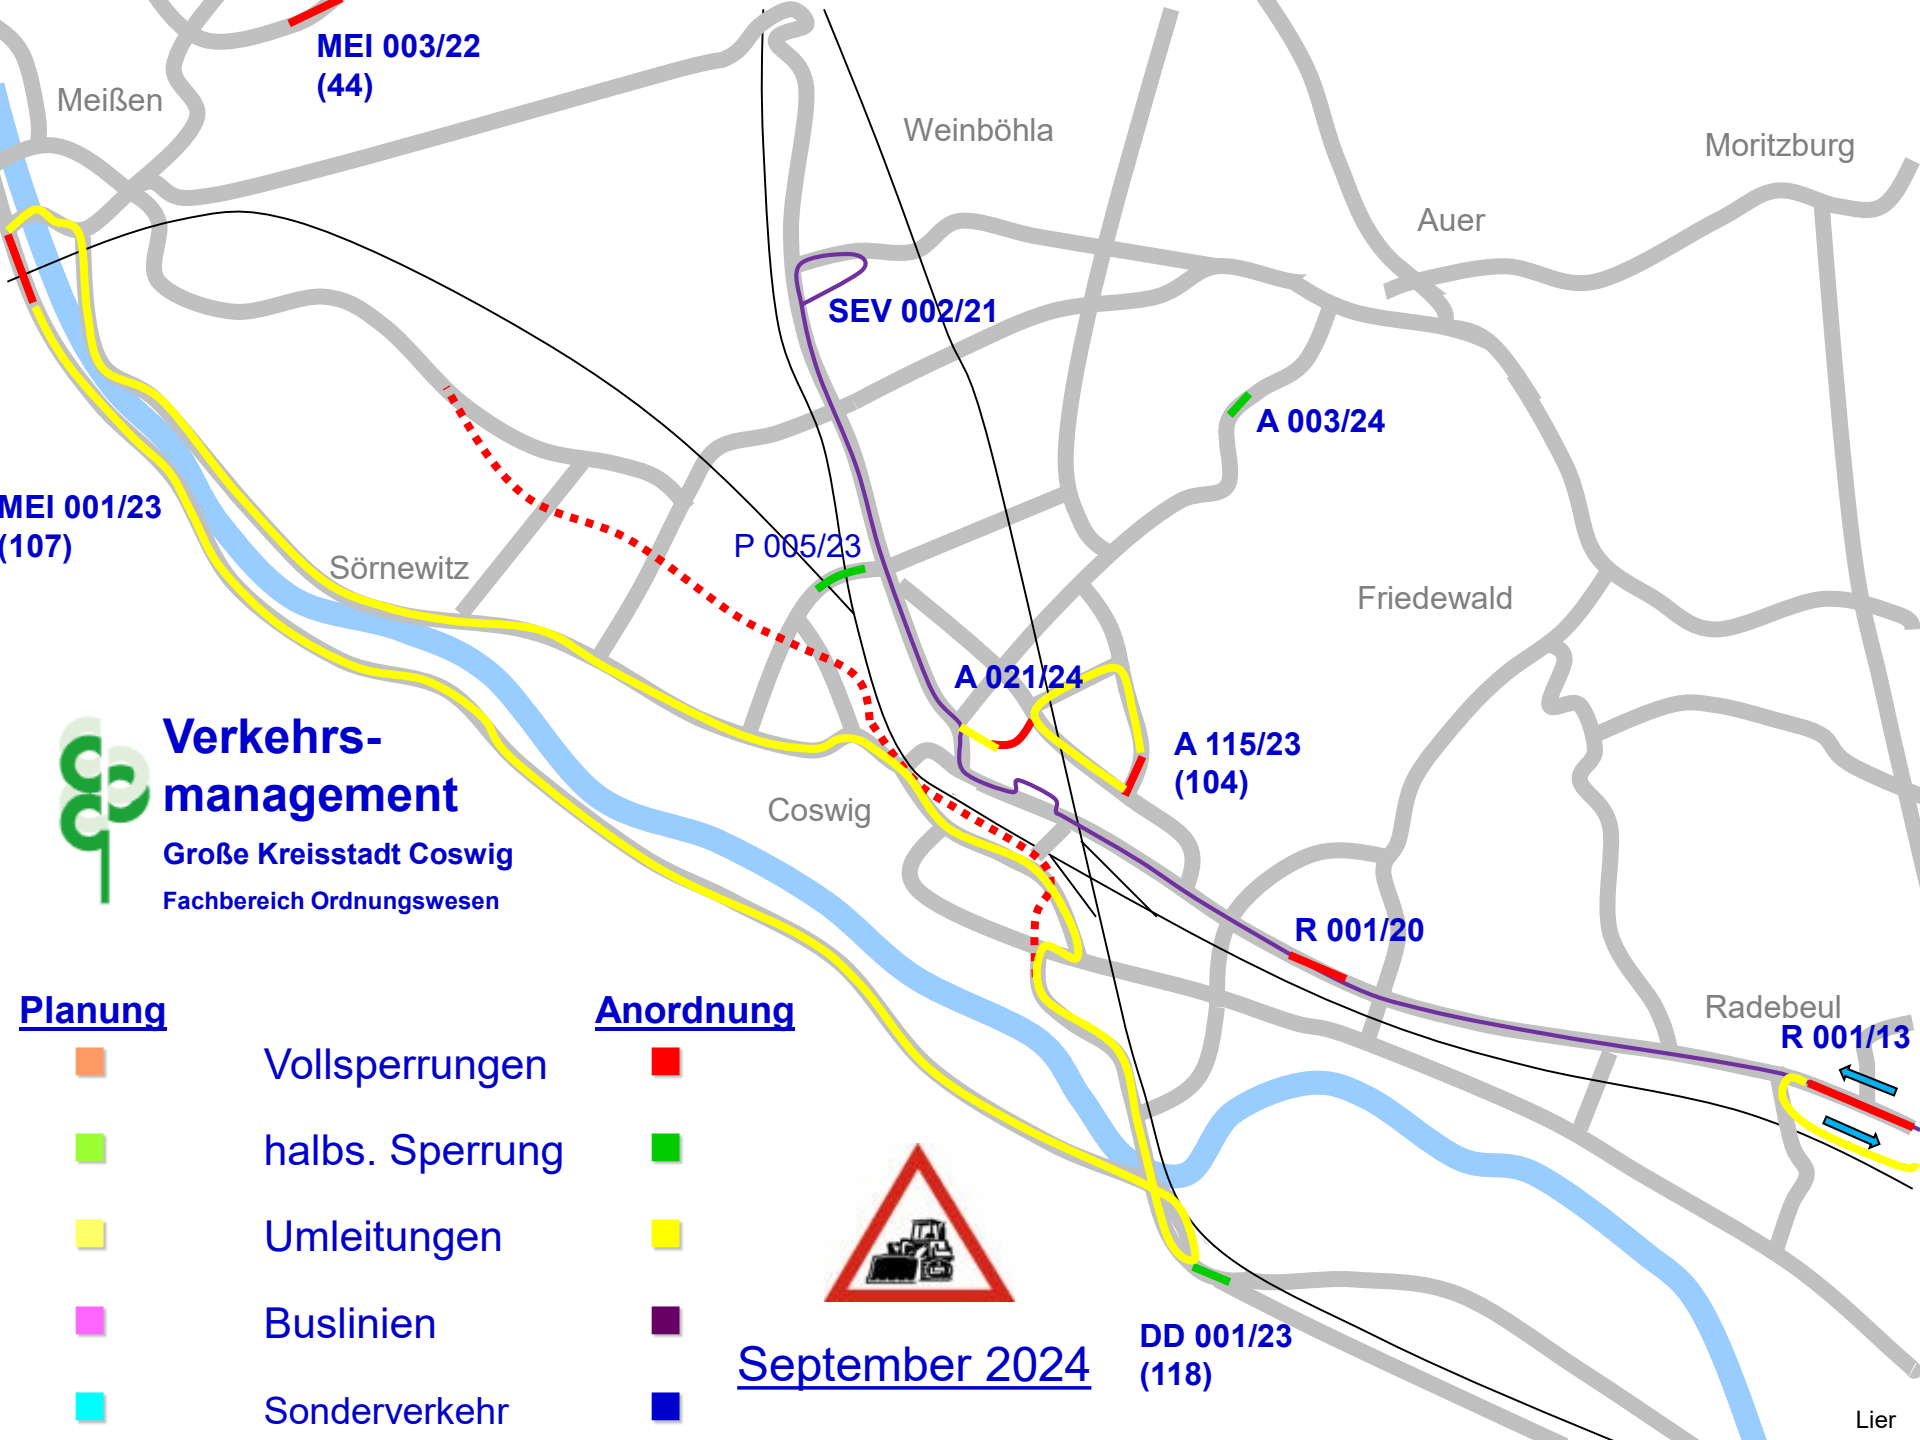 MEI 003/22
(44)
Meißen
Weinböhla
Moritzburg
Auer
SEV 002/21
A 003/24
MEI 001/23
(107)
P 005/23
Sörnewitz
Friedewald
A 021/24
Verkehrs-
management
Große Kreisstadt Coswig
Fachbereich Ordnungswesen
A 115/23
(104)
Coswig
R 001/20
Radebeul
R 001/13
Planung
Anordnung
Vollsperrungen
halbs. Sperrung
Umleitungen
Buslinien
Sonderverkehr
September 2024
DD 001/23
(118)
Lier